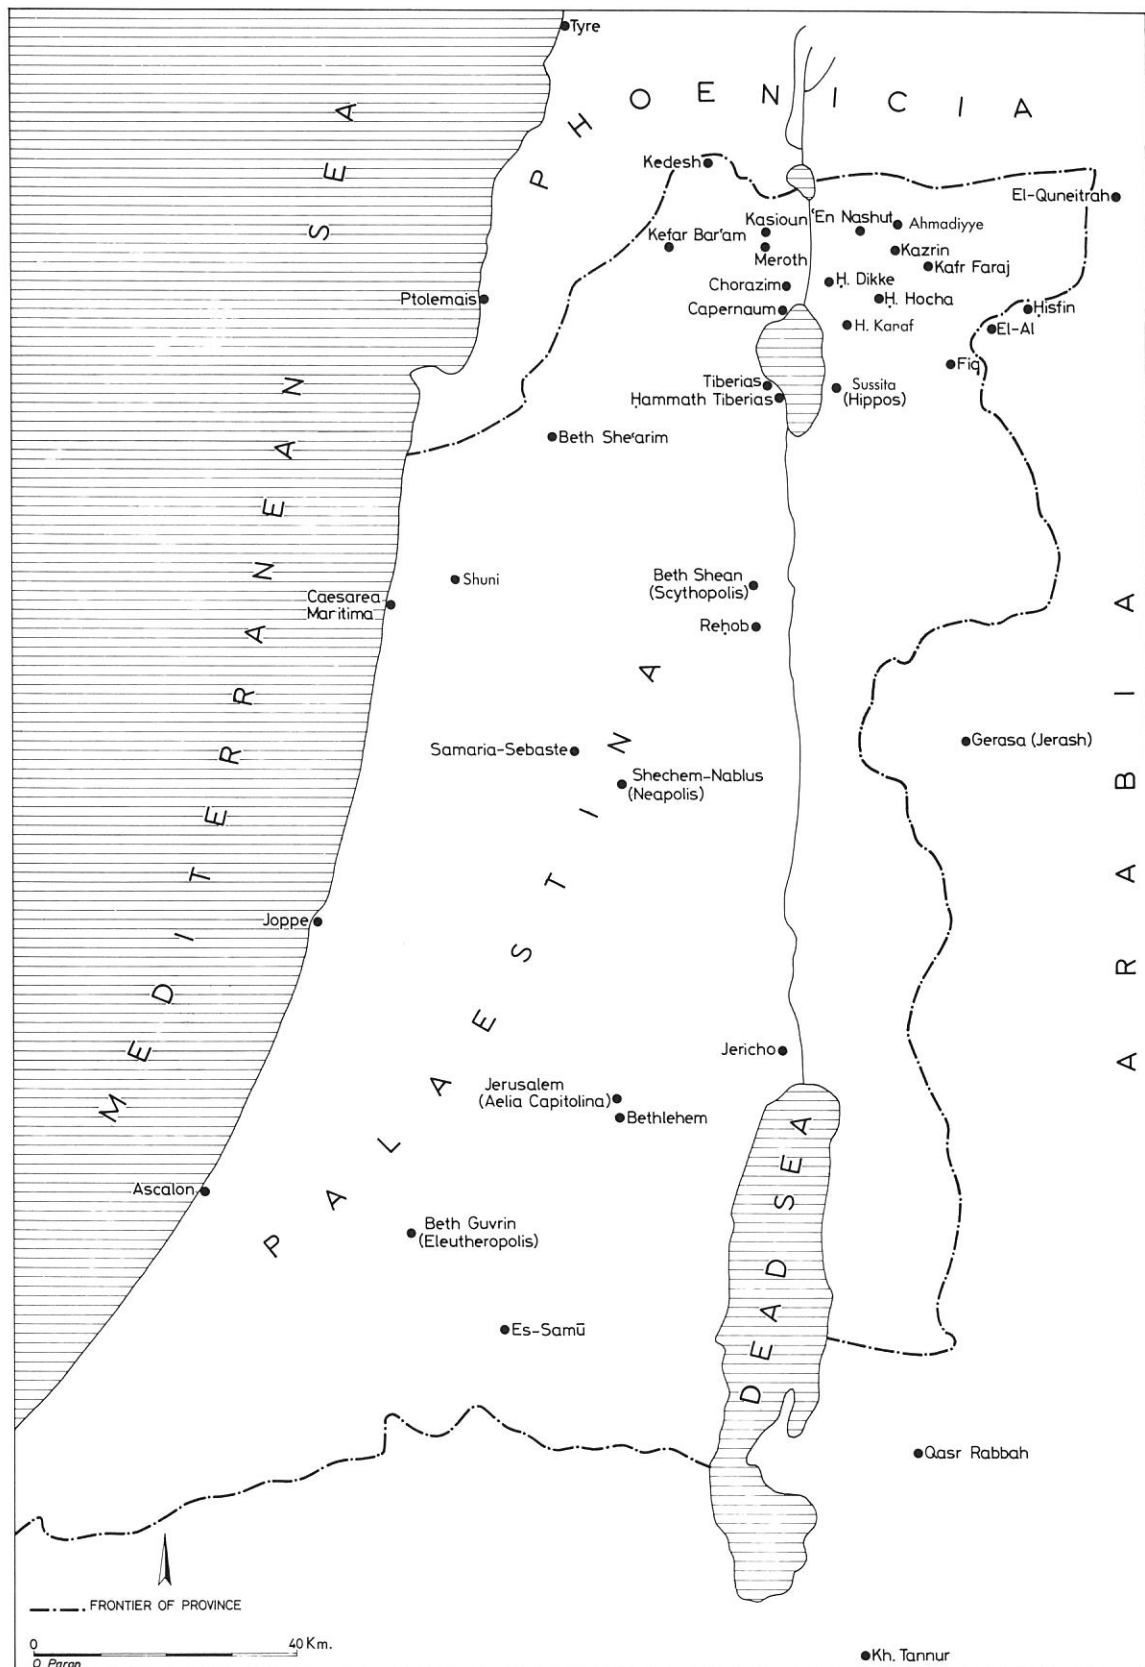 Tyre
PHOENICIA
MEDITERRANEAN SEA
Kedesh
El-Quneitrah
Kasioun
'En Nashut
Ahmadiyye
Kefar Bar'am
Meroth
Kazrin
Kafr Faraj
Chorazim
Ḥ. Dikke
Ptolemais
Ḥ. Hocha
Capernaum
Ḥisfin
H. Karaf
El-Al
Fiq
Tiberias
Sussita
(Hippos)
Ḥammath Tiberias
Beth She'arim
Shuni
Beth Shean
(Scythopolis)
Caesarea
Maritima
Reḥob
PALAESTINA
ARABIA
Samaria-Sebaste
Gerasa (Jerash)
Shechem-Nablus
(Neapolis)
Joppe
Jericho
Jerusalem
(Aelia Capitolina)
Bethlehem
DEAD SEA
Ascalon
Beth Guvrin
(Eleutheropolis)
Es-Samū
Qasr Rabbah
FRONTIER OF PROVINCE
0 40 Km.
O Paran
Kh. Tannur